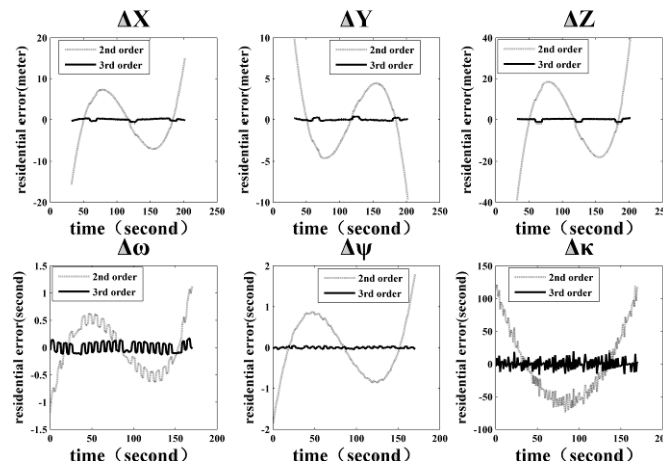 ΔX
residential error(meter)
20
10
0
-10
-20
2nd order
3rd order
0 50 100 150 200 250
time (second)
ΔY
residential error(meter)
10
5
0
-5
-10
2nd order
3rd order
0 50 100 150 200 250
time (second)
ΔZ
residential error(meter)
40
20
0
-20
-40
2nd order
3rd order
0 50 100 150 200 250
time (second)
Δω
residential error(second)
1.5
1
0.5
0
-0.5
-1
-1.5
2nd order
3rd order
0 50 100 150 200
time (second)
Δψ
residential error(second)
2
1
0
-1
-2
2nd order
3rd order
0 50 100 150 200
time (second)
Δκ
residential error(second)
150
100
50
0
-50
-100
2nd order
3rd order
0 50 100 150
time (second)